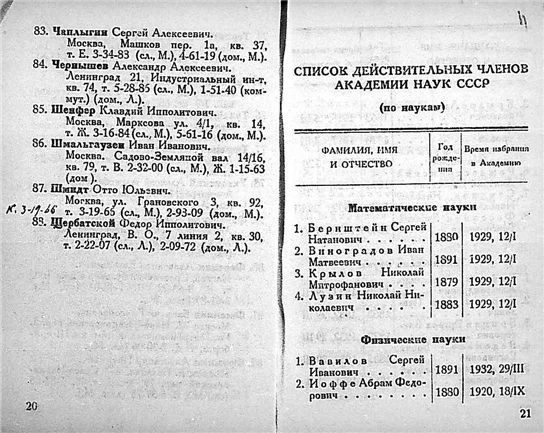 83. Чаплыгин Сергей Алексеевич.
Москва, Машков пер. 1а, кв. 37,
т. Е. 3-34-83 (сл., М.), 4-61-19 (дом., М.).
84. Чернышев Александр Алексеевич.
Ленинград 21, Индустриальный ин-т,
кв. 74, т. 5-28-85 (сл., М.), 1-51-40 (ком-
мут.) (дом., Л.).
85. Шенфер Клавдий Ипполитович.
Москва, Марксова ул. 4/1, кв. 14,
т. Ж. 3-16-84 (сл., М.), 5-61-16 (дом., М.).
86. Шмальгаузен Иван Иванович.
Москва. Садово-Земляной вал 14/16,
кв. 79, т. В. 2-32-00 (сл., М.), Ж. 1-15-63
(дом.).
87. Шмидт Отто Юльевич.
Москва, ул. Грановского 3, кв. 92,
т. 3-19-65 (сл., М.), 2-93-09 (дом., М.).
К. 3-19-66
88. Щербатской Федор Ипполитович.
Ленинград, В. О., 7 линия 2, кв. 30,
т. 2-22-07 (сл., Л.), 2-09-72 (дом., Л.).
20
СПИСОК ДЕЙСТВИТЕЛЬНЫХ ЧЛЕНОВ
АКАДЕМИИ НАУК СССР
(по наукам)
ФАМИЛИЯ, ИМЯ И ОТЧЕСТВО | Год рожде-ния | Время избрания в Академию
Математические науки
1. Бернштейн Сергей
Натанович . . . . . . 1880 1929, 12/I
2. Виноградов Иван
Матвеевич . . . . . . 1891 1929, 12/I
3. Крылов Николай
Митрофанович . . . . 1879 1929, 12/I
4. Лузин Николай Ни-
колаевич . . . . . . 1883 1929, 12/I
Физические науки
1. Вавилов Сергей
Иванович . . . . . . 1891 1932, 29/III
2. Иоффе Абрам Федо-
рович . . . . . . . 1880 1920, 18/IX
21